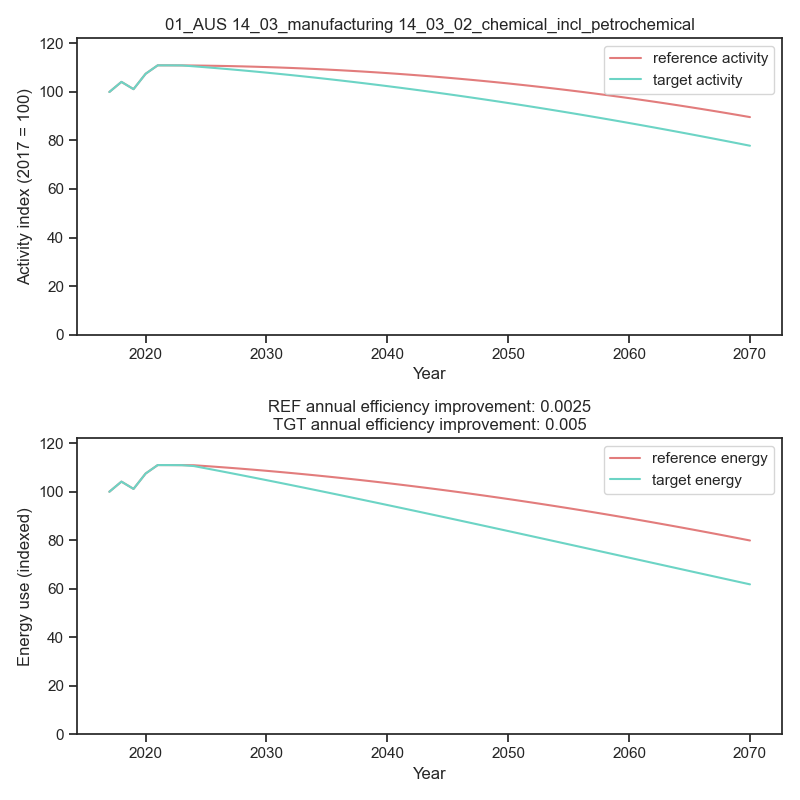 01_AUS 14_03_manufacturing 14_03_02_chemical_incl_petrochemical
120
100
80
60
40
20
0
Activity index (2017 = 100)
reference activity
target activity
2020 2030 2040 2050 2060 2070
Year
REF annual efficiency improvement: 0.0025
TGT annual efficiency improvement: 0.005
120
100
80
60
40
20
0
Energy use (indexed)
reference energy
target energy
2020 2030 2040 2050 2060 2070
Year